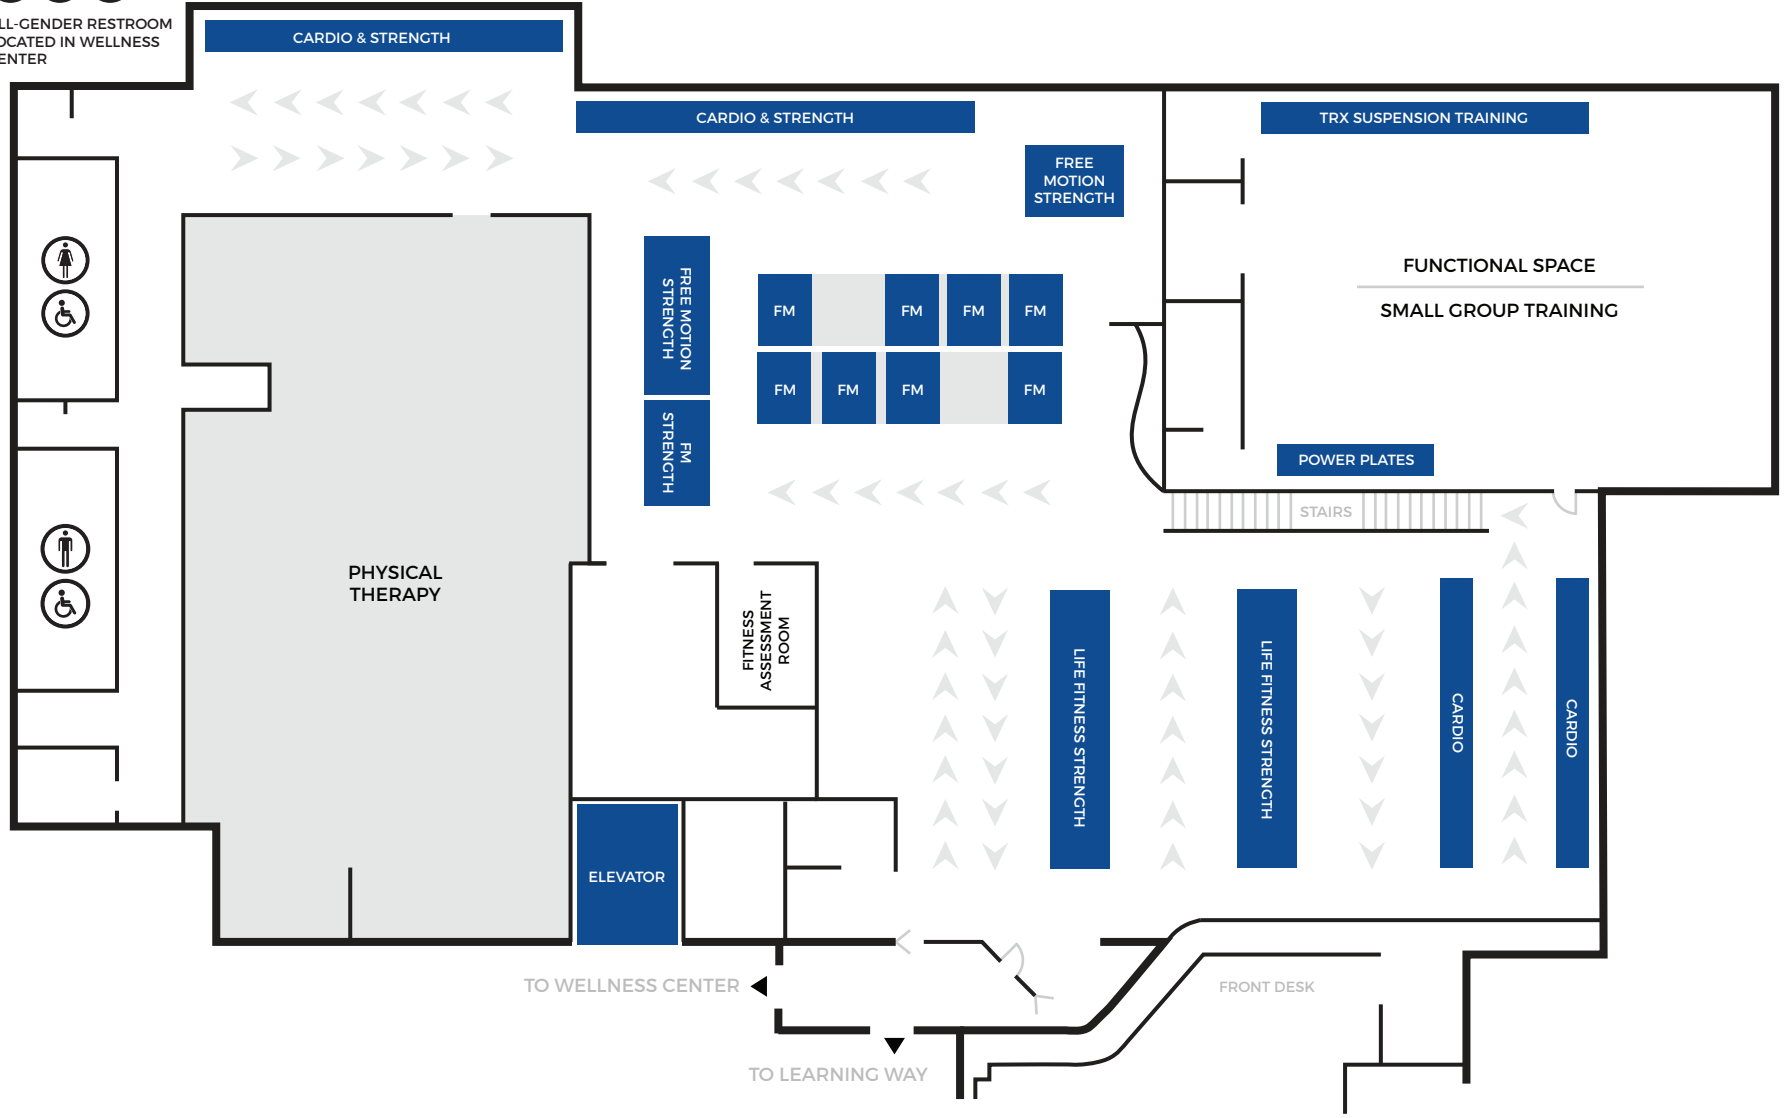 LL-GENDER RESTROOM
OCATED IN WELLNESS
ENTER
CARDIO & STRENGTH
CARDIO & STRENGTH
TRX SUSPENSION TRAINING
FREE
MOTION
STRENGTH
FREE MOTION
STRENGTH
FM
STRENGTH
FM
FM
FM
FM
FM
FM
FM
FM
FUNCTIONAL SPACE
SMALL GROUP TRAINING
POWER PLATES
STAIRS
PHYSICAL
THERAPY
FITNESS
ASSESSMENT
ROOM
LIFE FITNESS STRENGTH
LIFE FITNESS STRENGTH
CARDIO
CARDIO
ELEVATOR
TO WELLNESS CENTER
FRONT DESK
TO LEARNING WAY